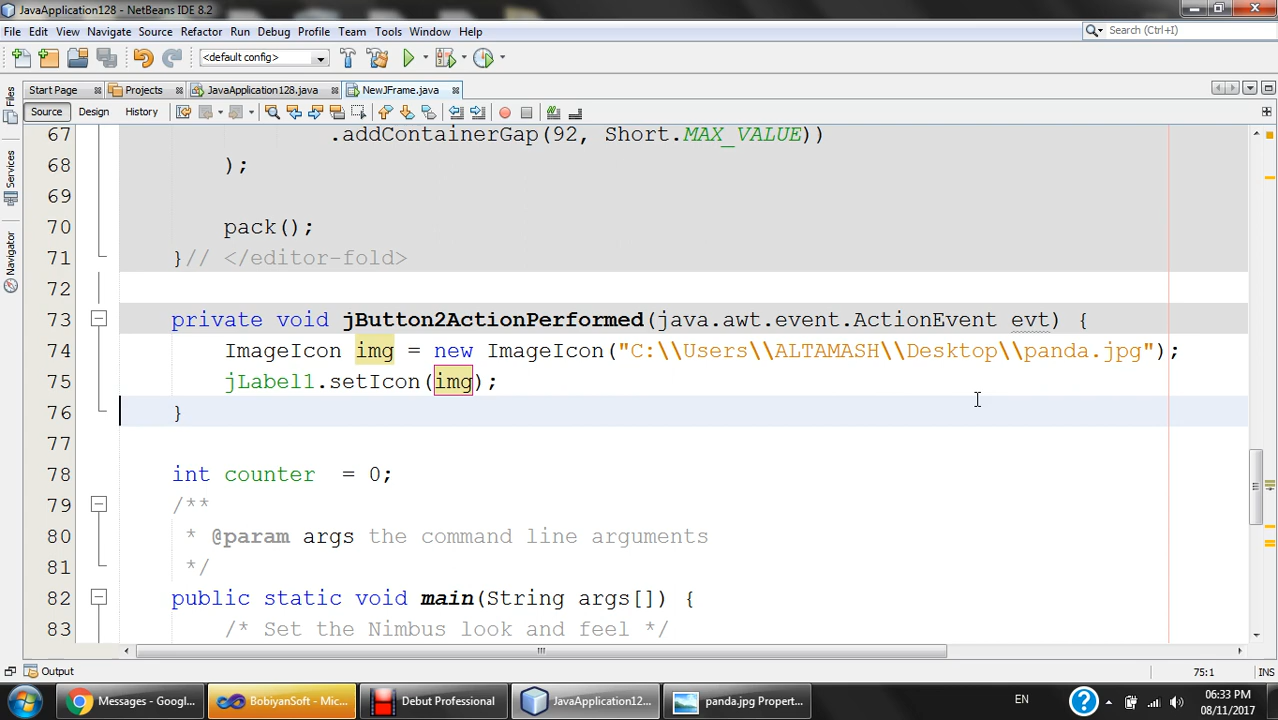 JavaApplication128 - NetBeans IDE 8.2
File Edit View Navigate Source Refactor Run Debug Profile Team Tools Window Help
Search (Ctrl+I)
<default config>
Start Page Projects JavaApplication128.java NewJFrame.java
Source Design History
Files
Services
Navigator
67 .addContainerGap(92, Short.MAX_VALUE))
68 );
69
70 pack();
71 }// </editor-fold>
72
73 private void jButton2ActionPerformed(java.awt.event.ActionEvent evt) {
74 ImageIcon img = new ImageIcon("C:\\Users\\ALTAMASH\\Desktop\\panda.jpg");
75 jLabel1.setIcon(img);
76 }
77
78 int counter  = 0;
79 /**
80 * @param args the command line arguments
81 */
82 public static void main(String args[]) {
83 /* Set the Nimbus look and feel */
Output
75:1 INS
Messages - Googl... BobiyanSoft - Mic... Debut Professional JavaApplication12... panda.jpg Propert... EN 06:33 PM
08/11/2017